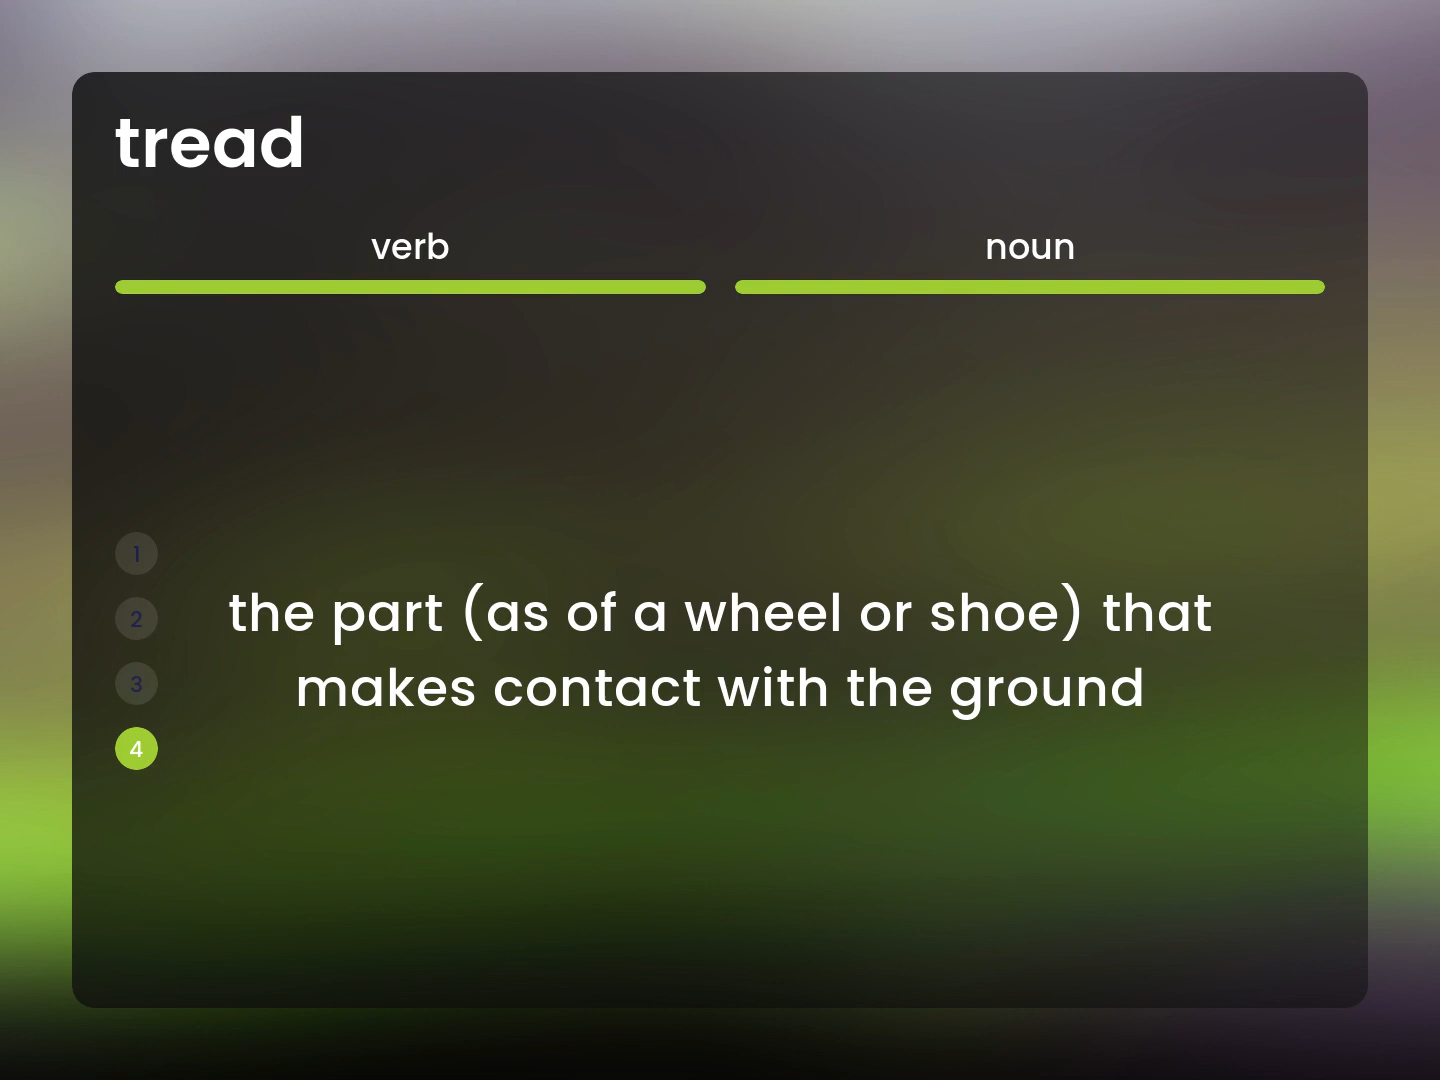 tread
verb
noun
1
2
3
4
the part (as of a wheel or shoe) that
makes contact with the ground